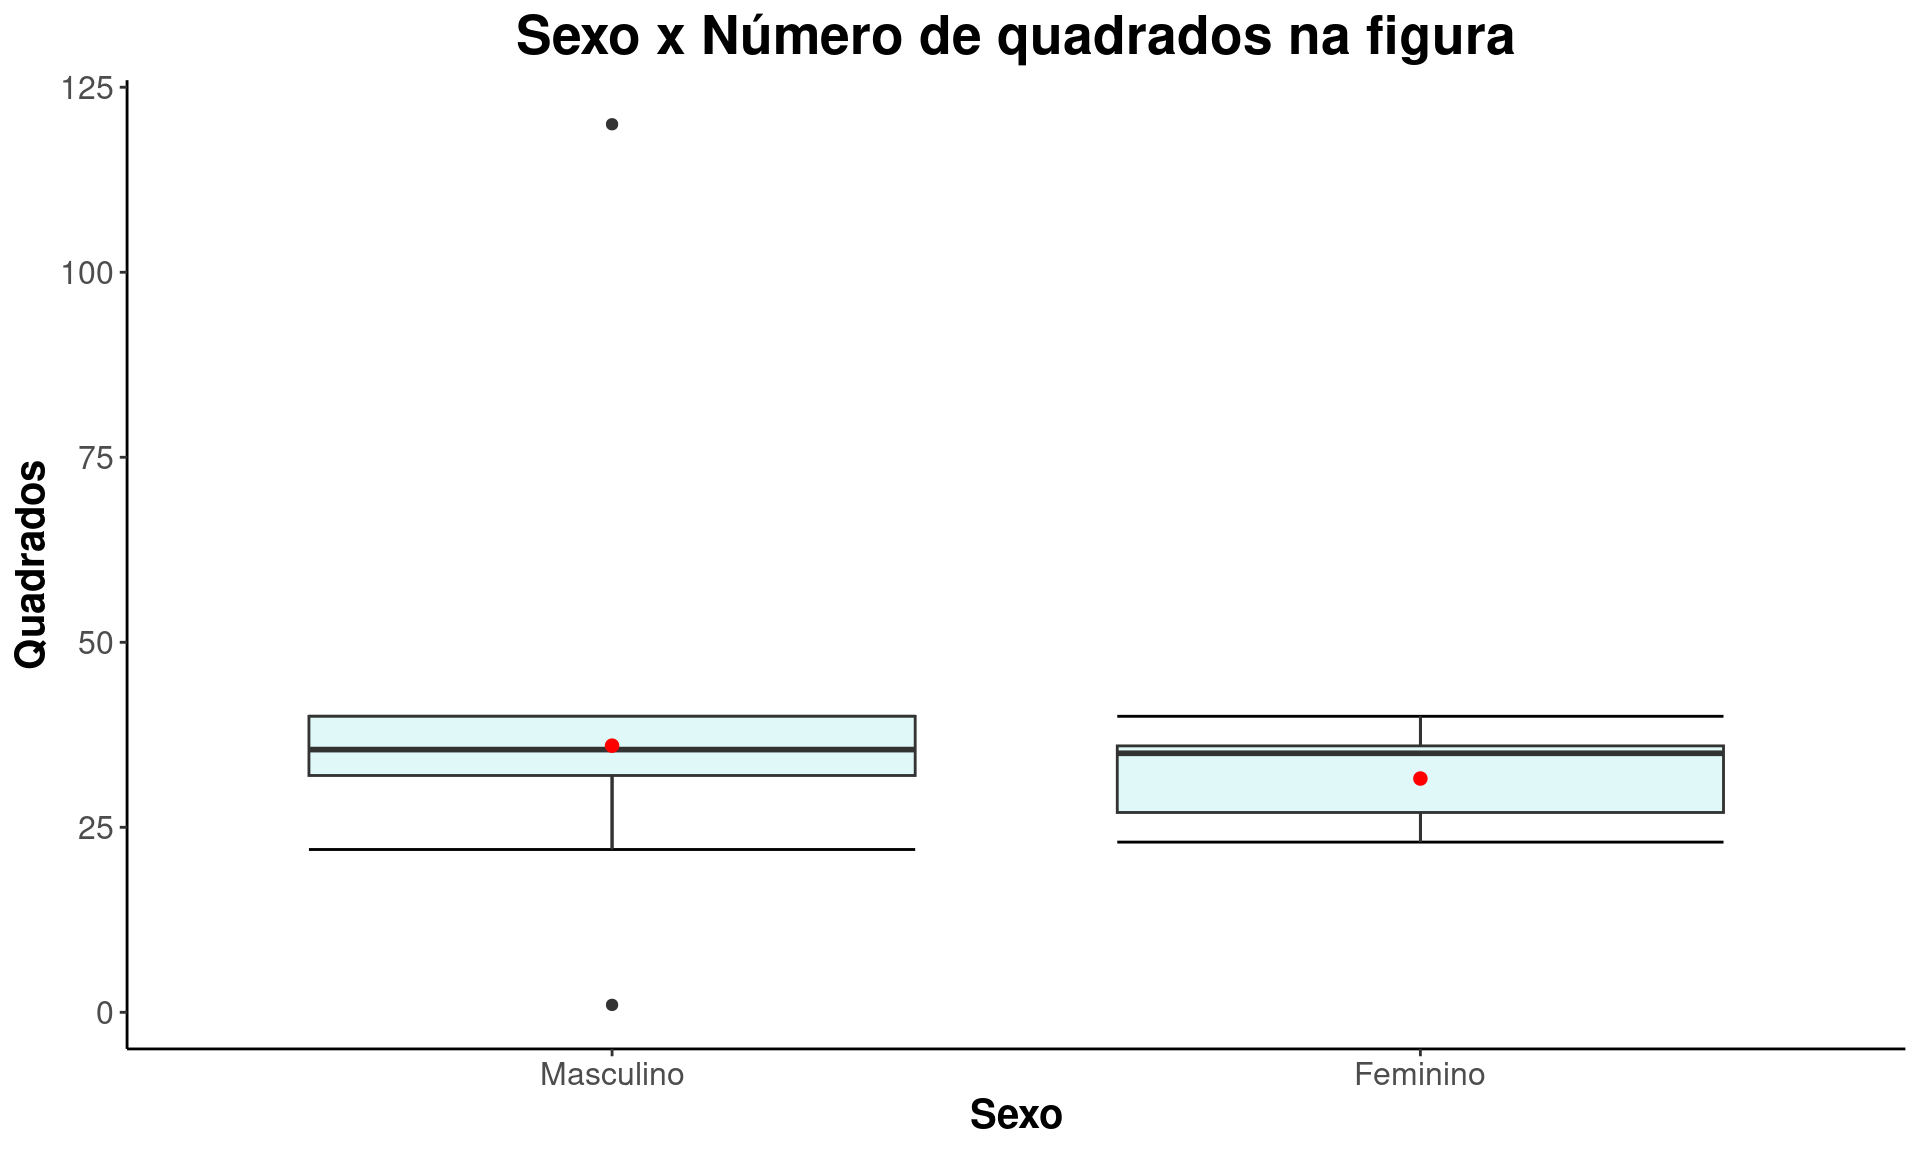 Sexo x Número de quadrados na figura
Quadrados
125
100
75
50
25
0
Masculino
Feminino
Sexo